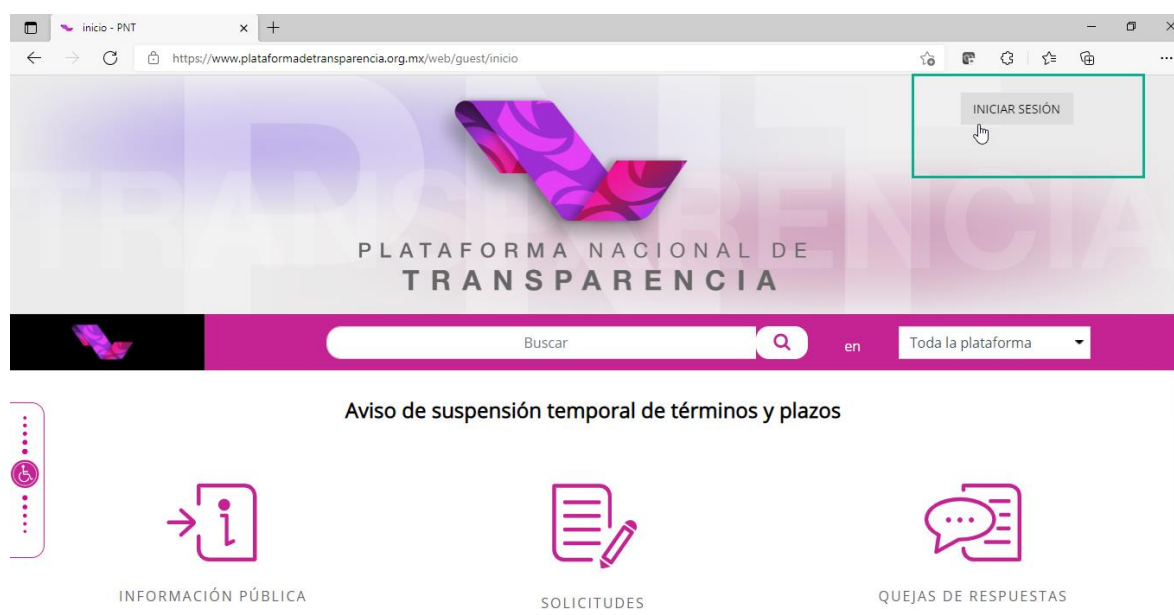 inicio - PNT
https://www.plataformadetransparencia.org.mx/web/guest/inicio
PNT
TRANSPARENCIA
INICIAR SESIÓN
PLATAFORMA NACIONAL DE
TRANSPARENCIA
Buscar
en
Toda la plataforma
Aviso de suspensión temporal de términos y plazos
INFORMACIÓN PÚBLICA
SOLICITUDES
QUEJAS DE RESPUESTAS